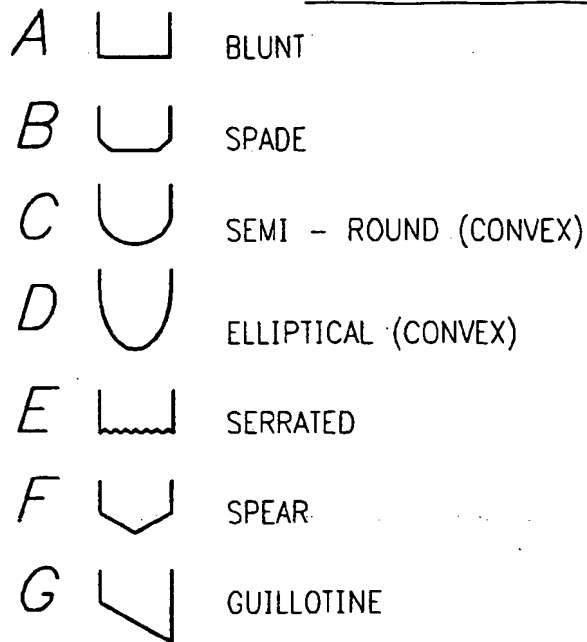 A BLUNT
B SPADE
C SEMI - ROUND (CONVEX)
D ELLIPTICAL (CONVEX)
E SERRATED
F SPEAR
G GUILLOTINE